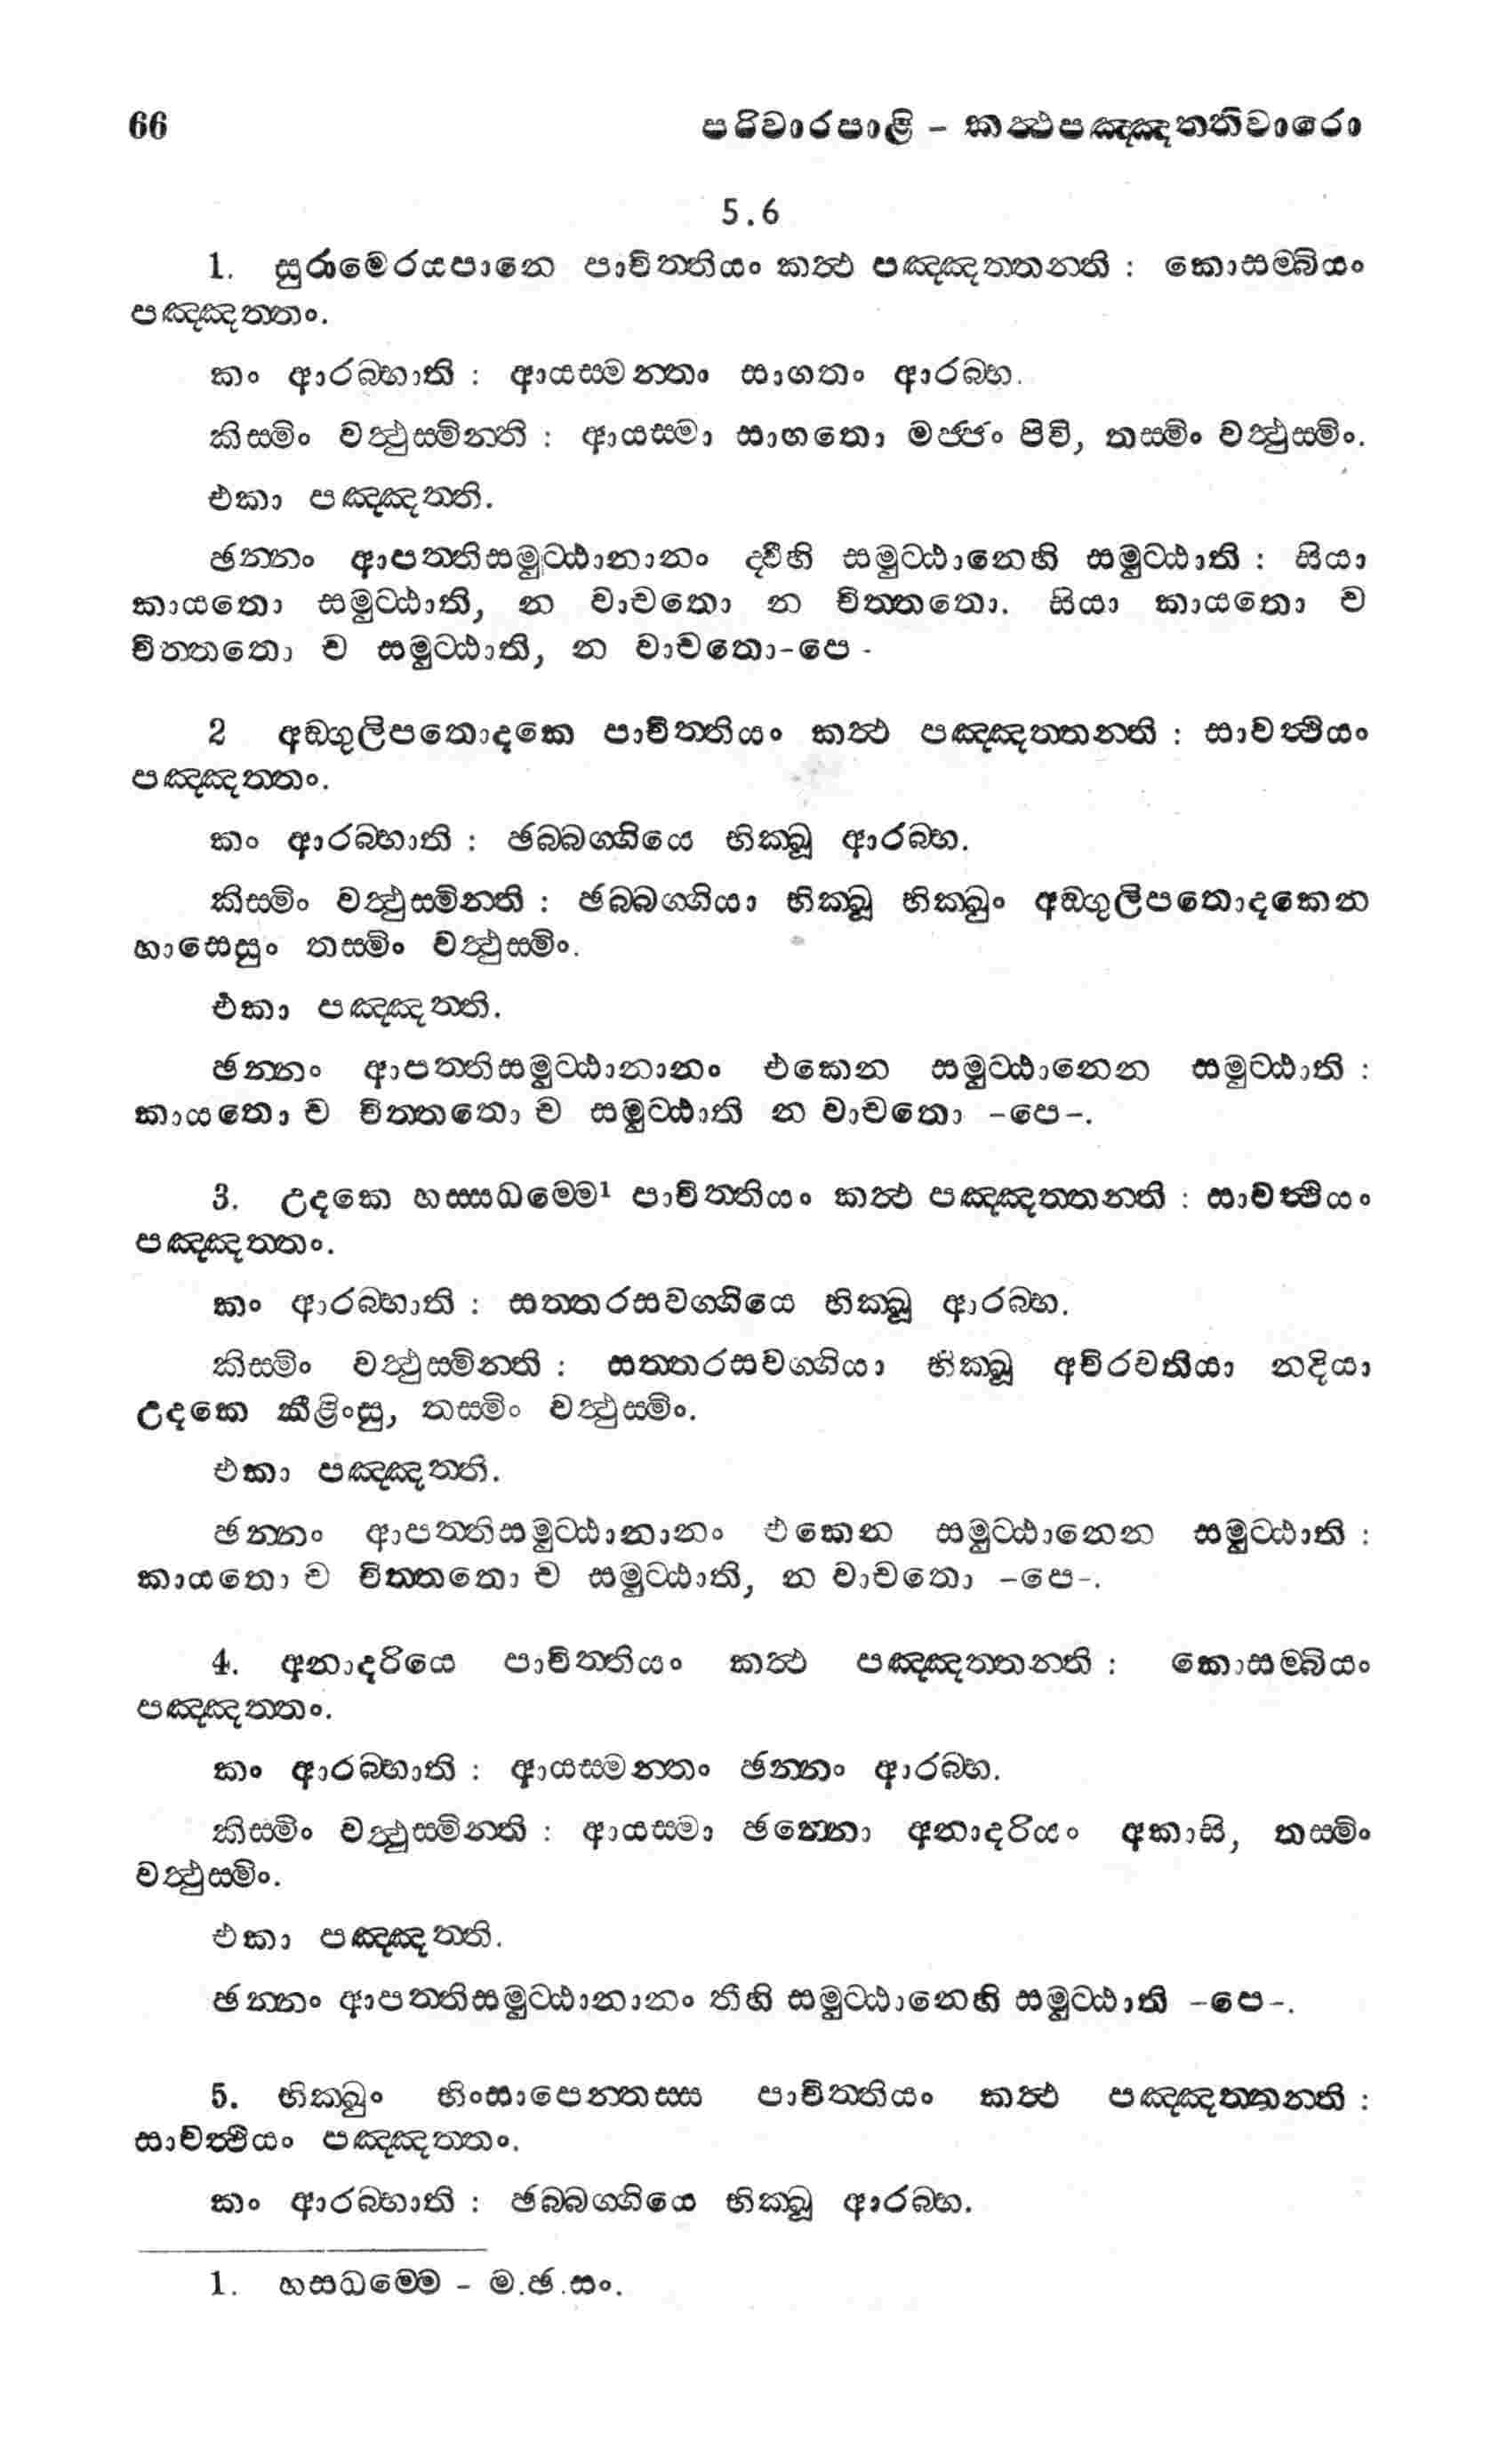 66 පරිවාරපාළි – කත්‍ථපඤ්ඤත්තිවාරො
5.6
1. සුරාමෙරයපානෙ පාචිත්තියං කත්‍ථ පඤ්ඤත්තන්ති : කොසම්බියං
පඤ්ඤත්තං.
කං ආරබ්භාති : ආයස්මන්තං සාගතං ආරබ්භ.
කිස්මිං වත්‍ථුස්මින්ති : ආයස්මා සාගතො මජ්ජං පිවි, තස්මිං වත්‍ථුස්මිං.
එකා පඤ්ඤත්ති.
ඡන්නං ආපත්තිසමුට්ඨානානං ද්වීහි සමුට්ඨානෙහි සමුට්ඨාති : සියා
කායතො සමුට්ඨාති, න වාචතො න චිත්තතො. සියා කායතො ච
චිත්තතො ච සමුට්ඨාති, න වාචතො-පෙ -
2 අඞ්ගුලිපතොදකෙ පාචිත්තියං කත්‍ථ පඤ්ඤත්තන්ති : සාවත්‍ථියං
පඤ්ඤත්තං.
කං ආරබ්භාති : ඡබ්බග්ගියෙ භික්ඛූ ආරබ්භ.
කිස්මිං වත්‍ථුස්මින්ති : ඡබ්බග්ගියා භික්ඛූ භික්ඛුං අඞ්ගුලිපතොදකෙන
හාසෙසුං තස්මිං වත්‍ථුස්මිං.
එකා පඤ්ඤත්ති.
ඡන්නං ආපත්තිසමුට්ඨානානං එකෙන සමුට්ඨානෙන සමුට්ඨාති :
කායතො ච චිත්තතො ච සමුට්ඨාති න වාචතො –පෙ–.
3. උදකෙ හස්සධම්මෙ¹ පාචිත්තියං කත්‍ථ පඤ්ඤත්තන්ති : සාවත්‍ථියං
පඤ්ඤත්තං.
කං ආරබ්භාති : සත්තරසවග්ගියෙ භික්ඛූ ආරබ්භ.
කිස්මිං වත්‍ථුස්මින්ති : සත්තරසවග්ගියා භික්ඛූ අචිරවතියා නදියා
උදකෙ කීළිංසු, තස්මිං වත්‍ථුස්මිං.
එකා පඤ්ඤත්ති.
ඡන්නං ආපත්තිසමුට්ඨානානං එකෙන සමුට්ඨානෙන සමුට්ඨාති :
කායතො ච චිත්තතො ච සමුට්ඨාති, න වාචතො –පෙ–.
4. අනාදරියෙ පාචිත්තියං කත්‍ථ පඤ්ඤත්තන්ති : කොසම්බියං
පඤ්ඤත්තං.
කං ආරබ්භාති : ආයස්මන්තං ඡන්නං ආරබ්භ.
කිස්මිං වත්‍ථුස්මින්ති : ආයස්මා ඡන්නො අනාදරියං අකාසි, තස්මිං
වත්‍ථුස්මිං.
එකා පඤ්ඤත්ති.
ඡන්නං ආපත්තිසමුට්ඨානානං තීහි සමුට්ඨානෙහි සමුට්ඨාති –පෙ–.
5. භික්ඛුං භිංසාපෙන්තස්ස පාචිත්තියං කත්‍ථ පඤ්ඤත්තන්ති :
සාවත්‍ථියං පඤ්ඤත්තං.
කං ආරබ්භාති : ඡබ්බග්ගියෙ භික්ඛූ ආරබ්භ.
1. හසධම්මෙ – ම.ඡ.සං.